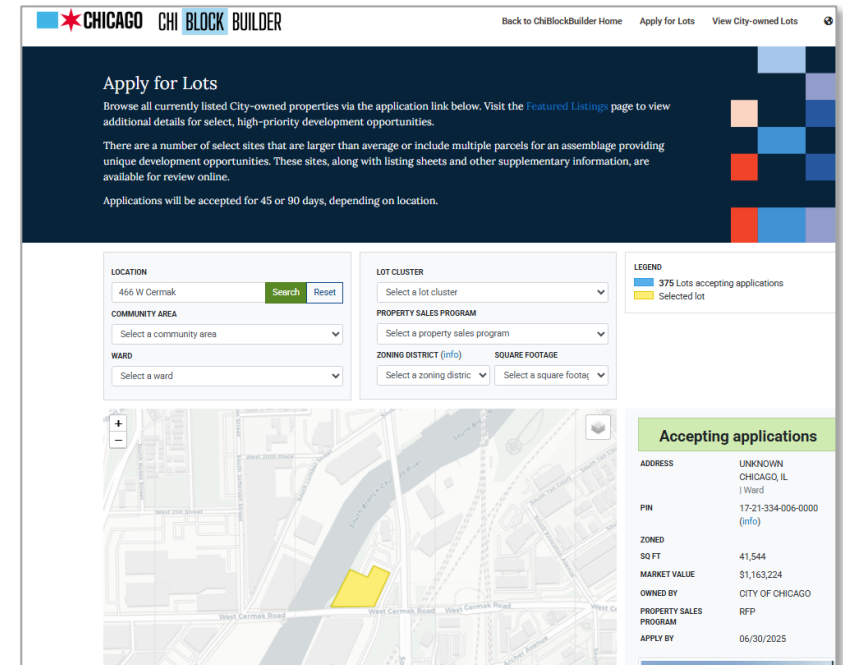 CHICAGO CHI BLOCK BUILDER
Back to ChiBlockBuilder Home Apply for Lots View City-owned Lots
Apply for Lots
Browse all currently listed City-owned properties via the application link below. Visit the Featured Listings page to view
additional details for select, high-priority development opportunities.
There are a number of select sites that are larger than average or include multiple parcels for an assemblage providing
unique development opportunities. These sites, along with listing sheets and other supplementary information, are
available for review online.
Applications will be accepted for 45 or 90 days, depending on location.
LOCATION
466 W Cermak Search Reset
COMMUNITY AREA
Select a community area
WARD
Select a ward
LOT CLUSTER
Select a lot cluster
PROPERTY SALES PROGRAM
Select a property sales program
ZONING DISTRICT (info) SQUARE FOOTAGE
Select a zoning distric Select a square footag
LEGEND
375 Lots accepting applications
Selected lot
+
−
West 20th Place
West 21st Street
West Cermak Road
West Cermak Road
West Cermak Road
Archer Avenue
Accepting applications
ADDRESS UNKNOWN
CHICAGO, IL
| Ward
PIN 17-21-334-006-0000
(info)
ZONED
SQ FT 41,544
MARKET VALUE $1,163,224
OWNED BY CITY OF CHICAGO
PROPERTY SALES RFP
PROGRAM
APPLY BY 06/30/2025